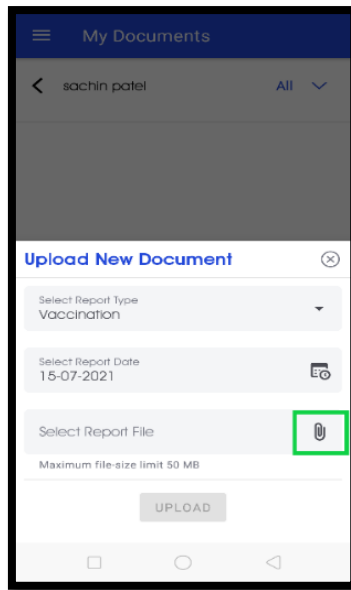 My Documents
sachin patel All
Upload New Document
Select Report Type
Vaccination
Select Report Date
15-07-2021
Select Report File
Maximum file-size limit 50 MB
UPLOAD